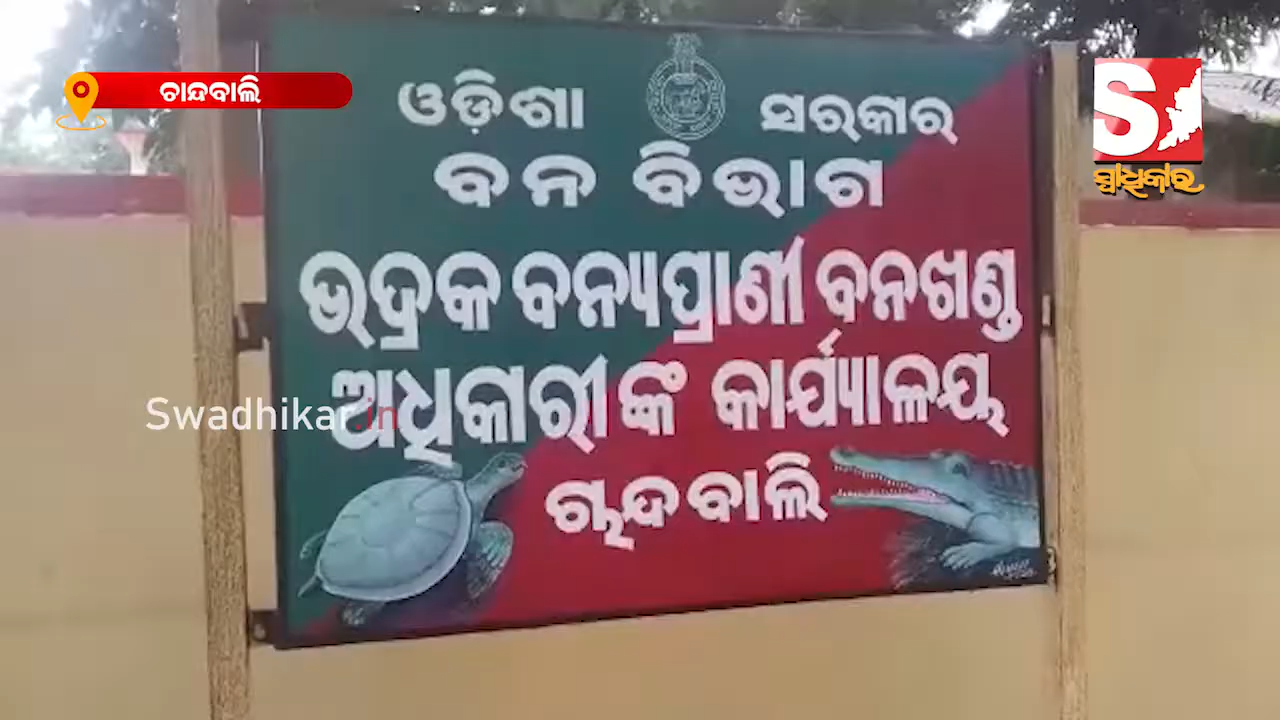 ଚାନ୍ଦବାଲି
ସ୍ୱାଧିକାର
ଓଡ଼ିଶା ସରକାର
ବନ ବିଭାଗ
ଭଦ୍ରକ ବନ୍ୟପ୍ରାଣୀ ବନଖଣ୍ଡ
ଅଧିକାରୀଙ୍କ କାର୍ଯ୍ୟାଳୟ
Swadhikar.in
ଚାନ୍ଦବାଲି